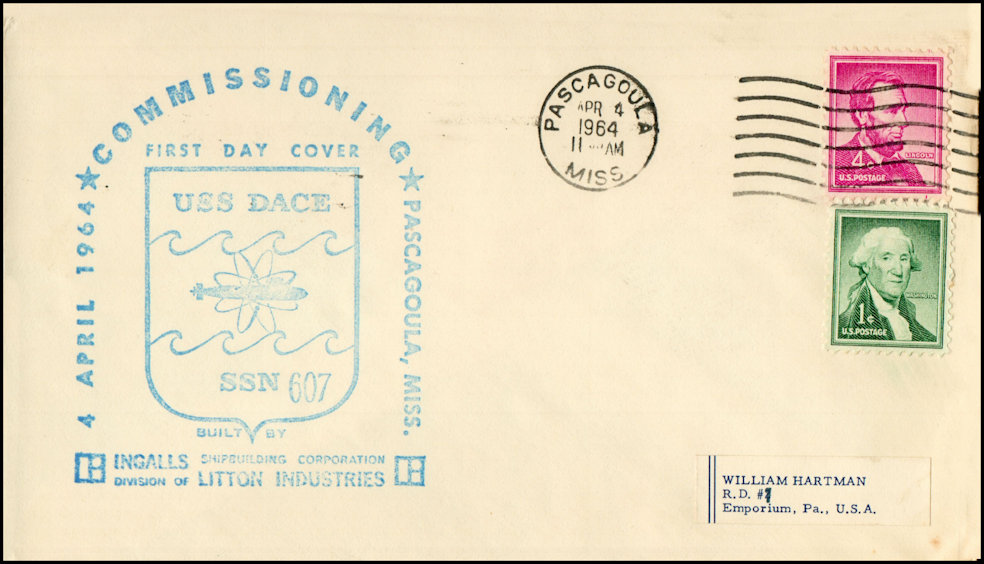 COMMISSIONING
4 APRIL 1964 ★ ★ PASCAGOULA, MISS.
FIRST DAY COVER
USS DACE
SSN 607
BUILT BY
INGALLS SHIPBUILDING CORPORATION
DIVISION OF LITTON INDUSTRIES
PASCAGOULA
APR 4
1964
11 AM
MISS
4¢ LINCOLN
U.S. POSTAGE
WASHINGTON
1¢
U.S. POSTAGE
WILLIAM HARTMAN
R.D. #1
Emporium, Pa., U.S.A.